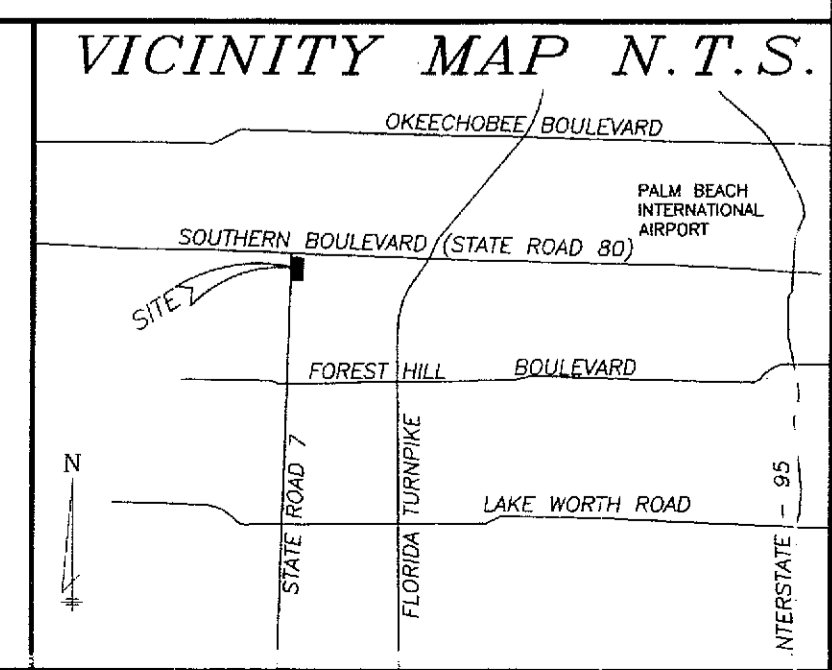 VICINITY MAP N.T.S.
OKEECHOBEE BOULEVARD
PALM BEACH
INTERNATIONAL
AIRPORT
SOUTHERN BOULEVARD (STATE ROAD 80)
SITE
FOREST HILL BOULEVARD
N
STATE ROAD 7
FLORIDA TURNPIKE
LAKE WORTH ROAD
NTERSTATE - 95